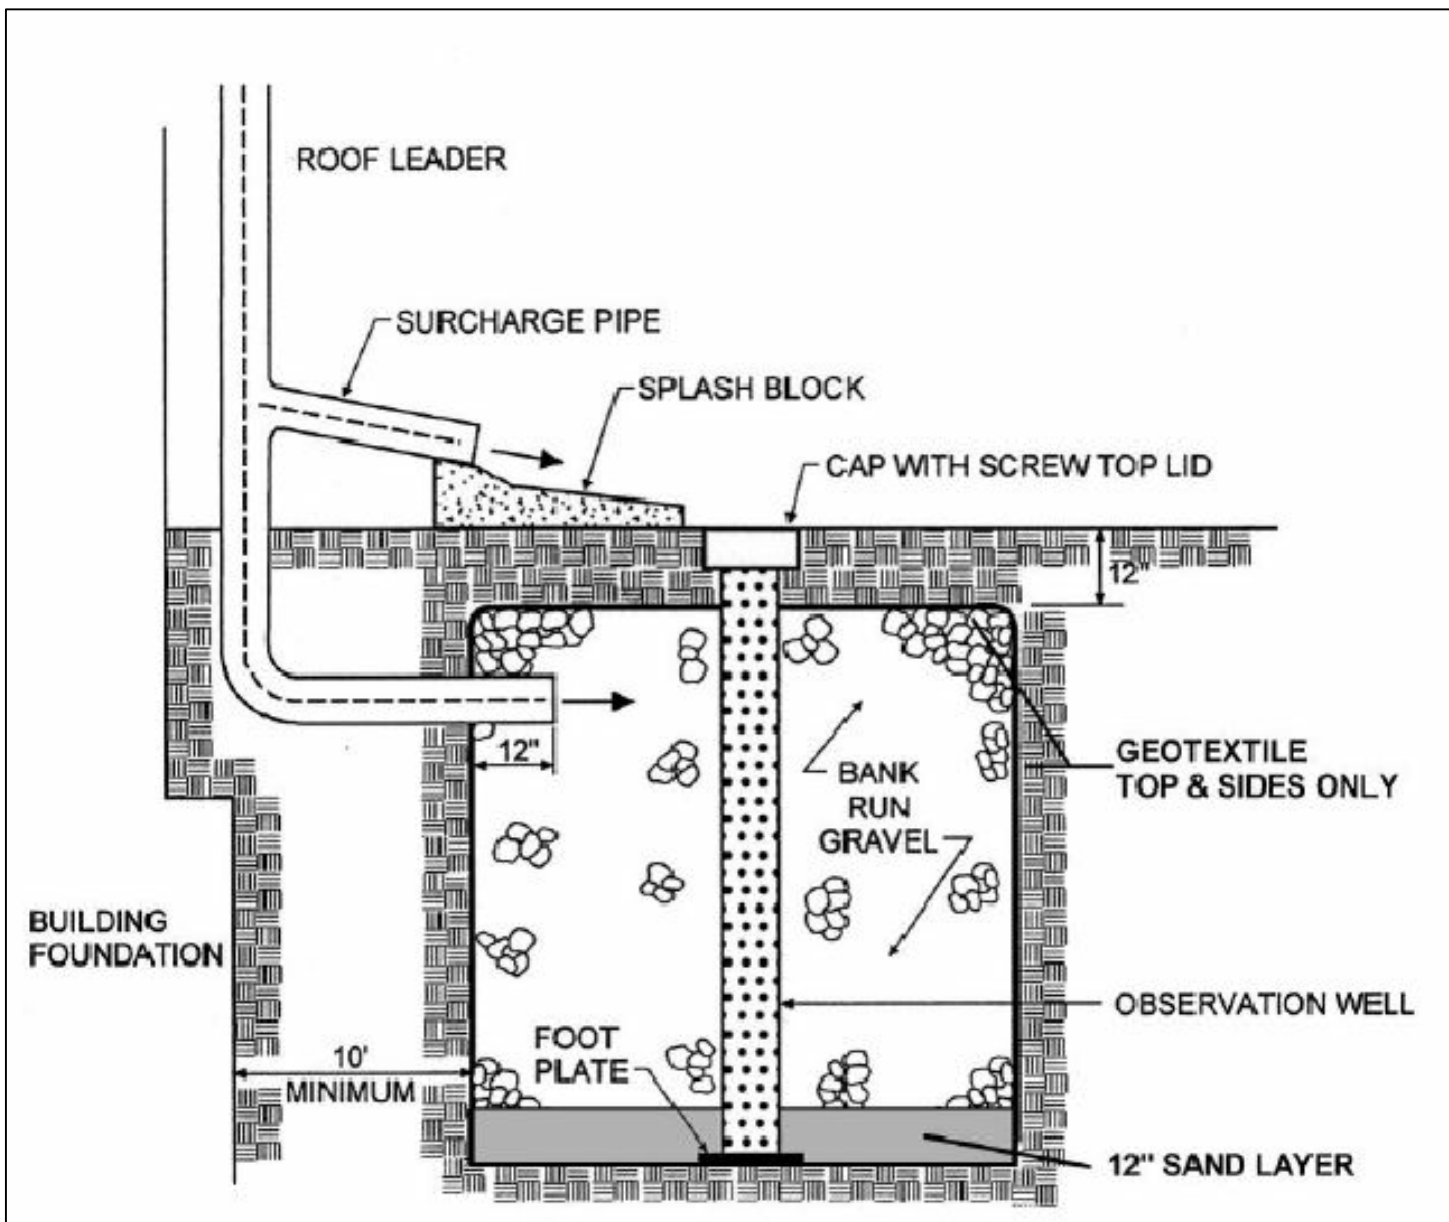 ROOF LEADER
SURCHARGE PIPE
SPLASH BLOCK
CAP WITH SCREW TOP LID
12"
12"
GEOTEXTILE
TOP & SIDES ONLY
BANK
RUN
GRAVEL
BUILDING
FOUNDATION
OBSERVATION WELL
FOOT
PLATE
10'
MINIMUM
12" SAND LAYER